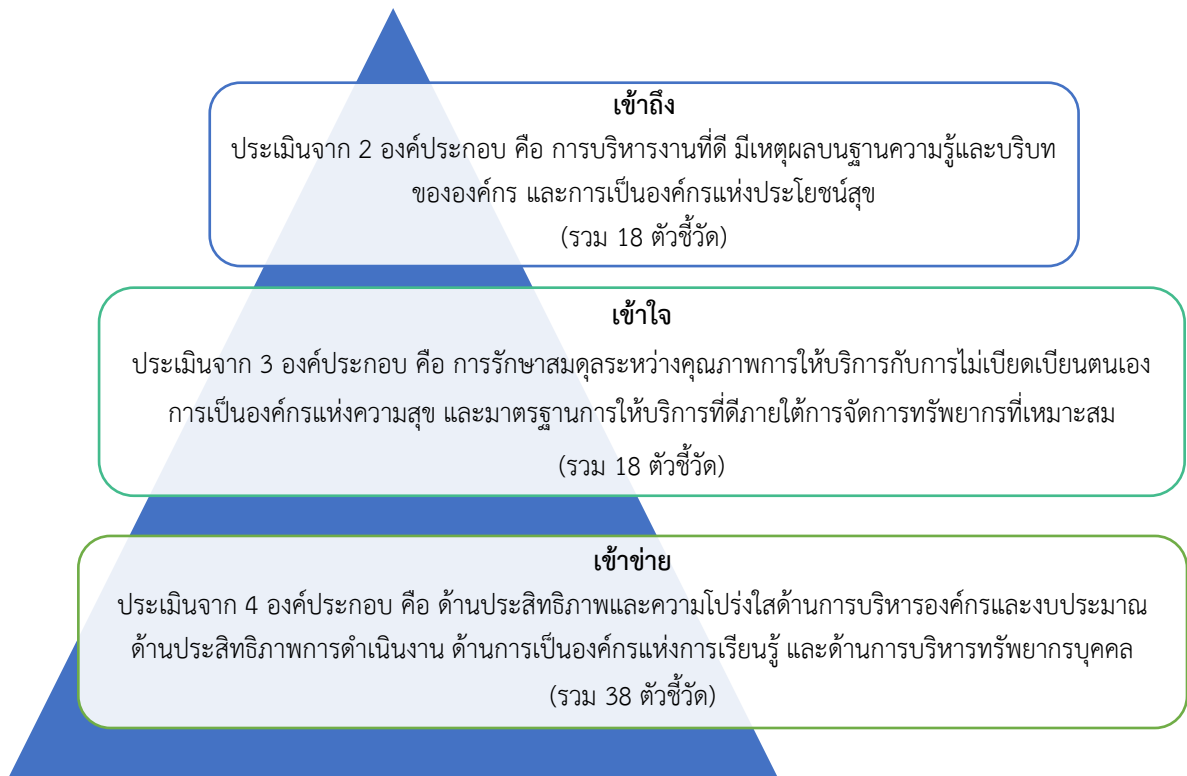 เข้าถึง
ประเมินจาก 2 องค์ประกอบ คือ การบริหารงานที่ดี มีเหตุผลบนฐานความรู้และบริบท
ขององค์กร และการเป็นองค์กรแห่งประโยชน์สุข
(รวม 18 ตัวชี้วัด)
เข้าใจ
ประเมินจาก 3 องค์ประกอบ คือ การรักษาสมดุลระหว่างคุณภาพการให้บริการกับการไม่เบียดเบียนตนเอง
การเป็นองค์กรแห่งความสุข และมาตรฐานการให้บริการที่ดีภายใต้การจัดการทรัพยากรที่เหมาะสม
(รวม 18 ตัวชี้วัด)
เข้าข่าย
ประเมินจาก 4 องค์ประกอบ คือ ด้านประสิทธิภาพและความโปร่งใสด้านการบริหารองค์กรและงบประมาณ
ด้านประสิทธิภาพการดำเนินงาน ด้านการเป็นองค์กรแห่งการเรียนรู้ และด้านการบริหารทรัพยากรบุคคล
(รวม 38 ตัวชี้วัด)